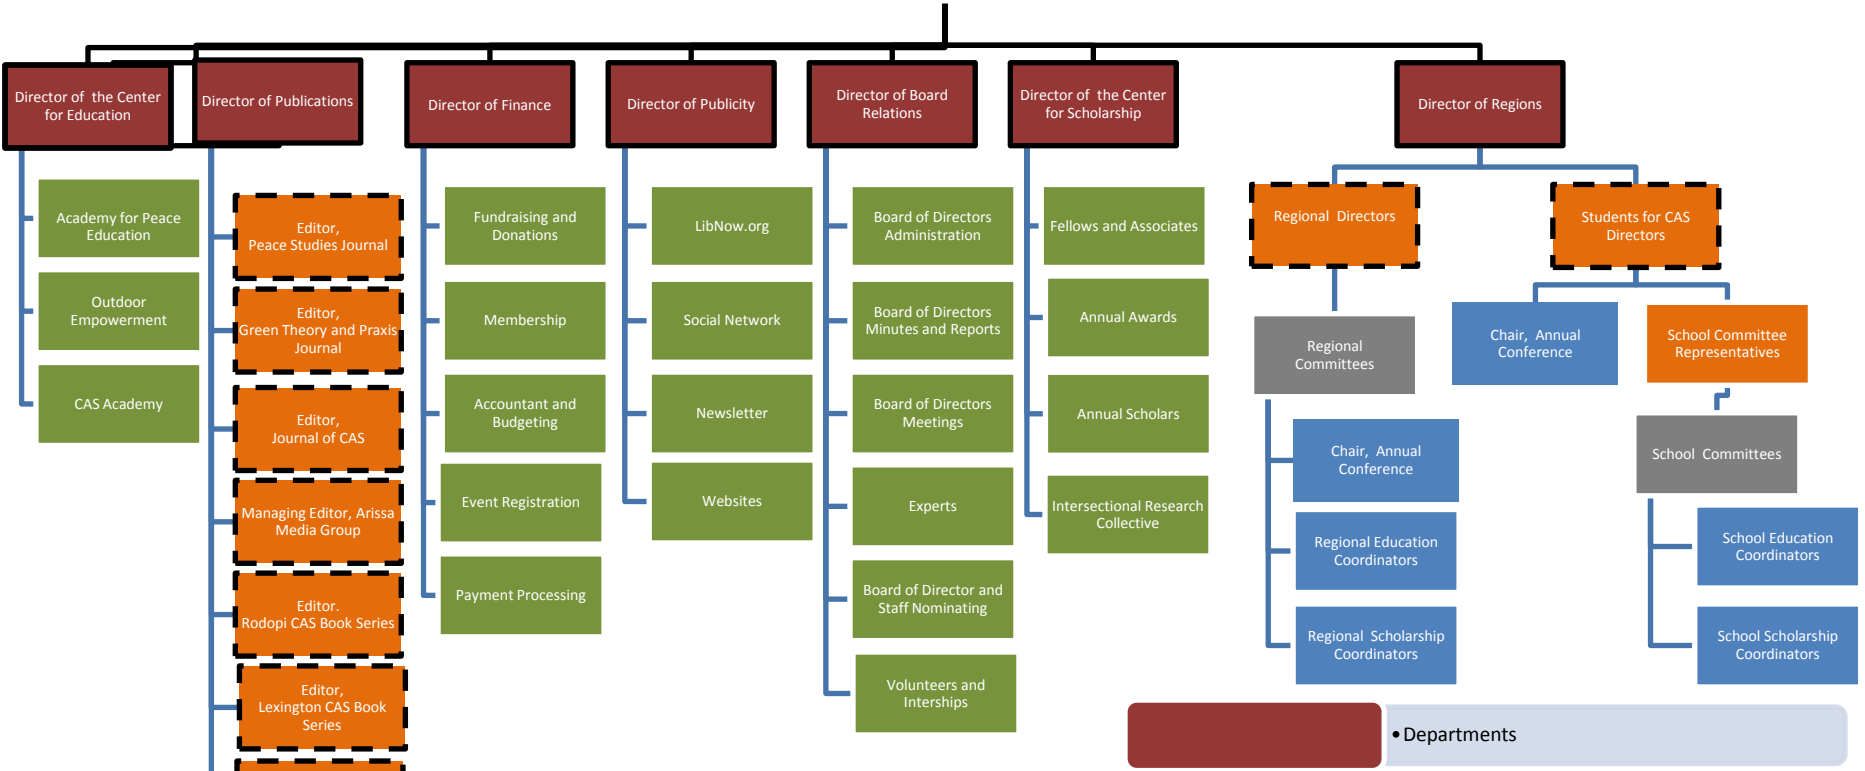 Director of  the Center
for Education
Director of Publications
Director of Finance
Director of Publicity
Director of Board
Relations
Director of  the Center
for Scholarship
Director of Regions
Academy for Peace
Education
Outdoor
Empowerment
CAS Academy
Editor,
Peace Studies Journal
Editor,
Green Theory and Praxis
Journal
Editor,
Journal of CAS
Managing Editor, Arissa
Media Group
Editor.
Rodopi CAS Book Series
Editor,
Lexington CAS Book
Series
Fundraising and
Donations
Membership
Accountant and
Budgeting
Event Registration
Payment Processing
LibNow.org
Social Network
Newsletter
Websites
Board of Directors
Administration
Board of Directors
Minutes and Reports
Board of Directors
Meetings
Experts
Board of Director and
Staff Nominating
Volunteers and
Interships
Fellows and Associates
Annual Awards
Annual Scholars
Intersectional Research
Collective
Regional  Directors
Regional
Committees
Chair,  Annual
Conference
Regional Education
Coordinators
Regional  Scholarship
Coordinators
Students for CAS
Directors
Chair,  Annual
Conference
School Committee
Representatives
School  Committees
School Education
Coordinators
School Scholarship
Coordinators
•Departments